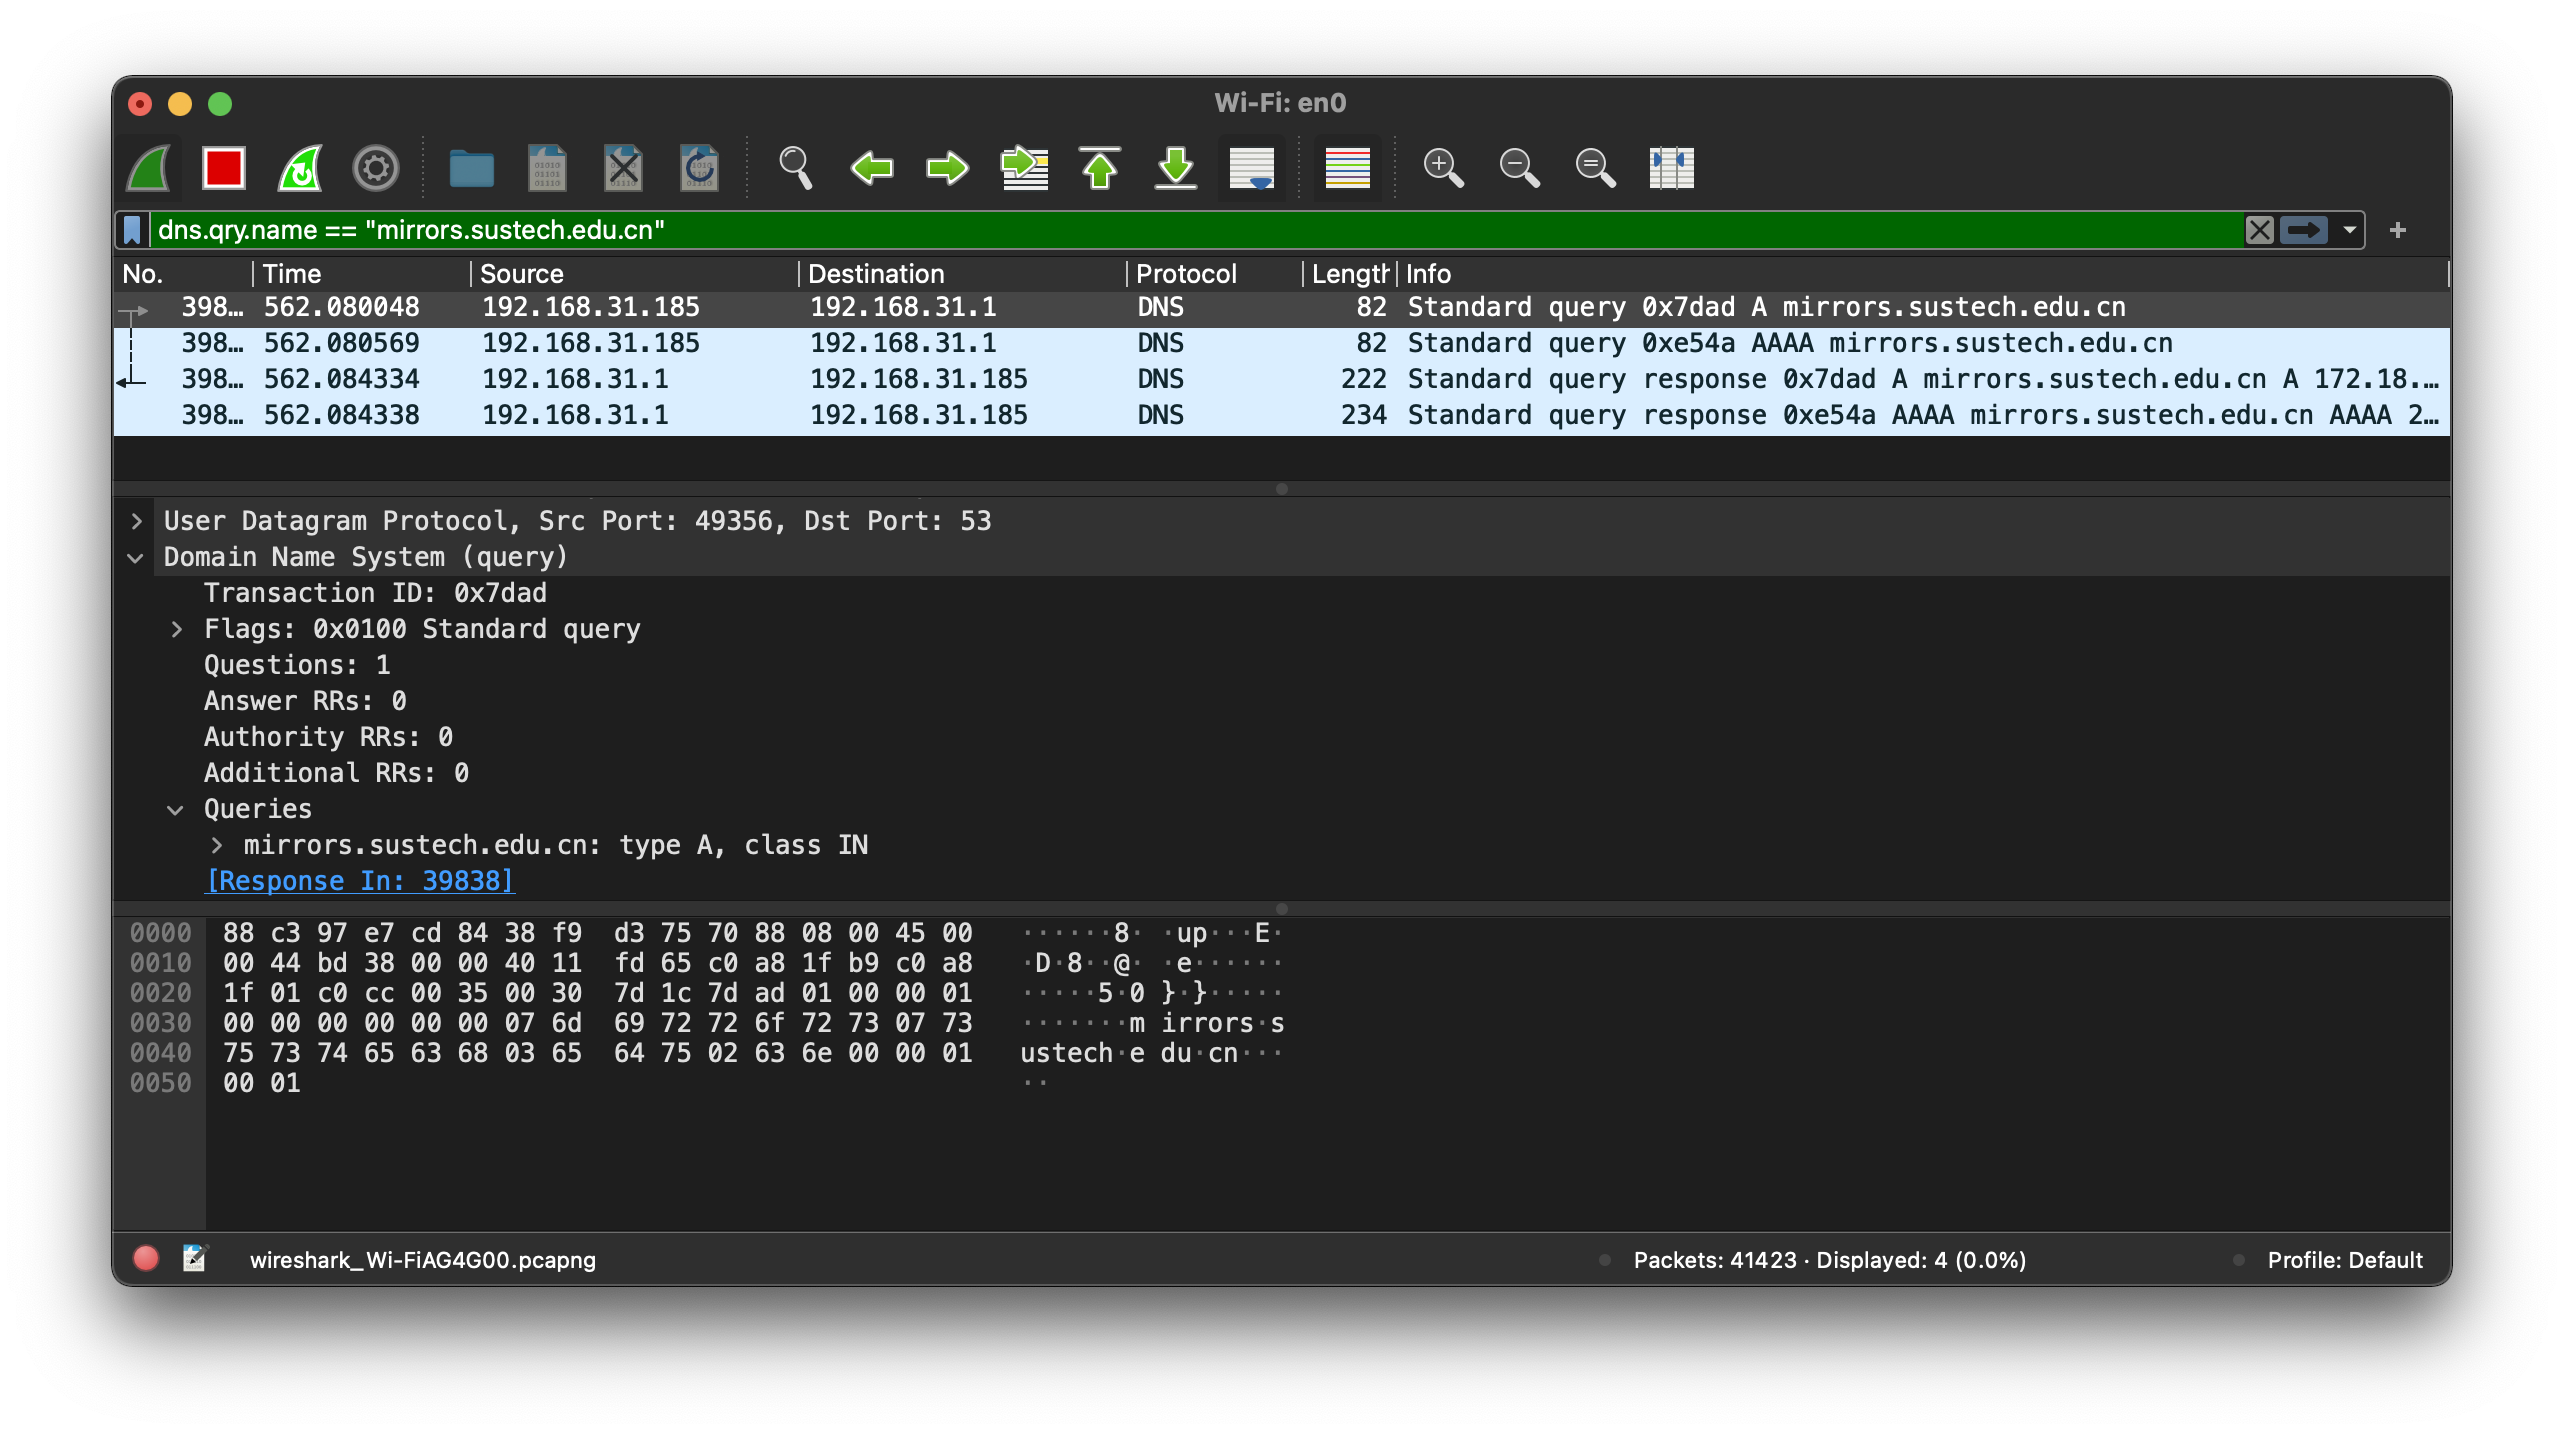 Wi-Fi: en0
dns.qry.name == "mirrors.sustech.edu.cn"
No. Time Source Destination Protocol Length Info
398… 562.080048 192.168.31.185 192.168.31.1 DNS 82 Standard query 0x7dad A mirrors.sustech.edu.cn
398… 562.080569 192.168.31.185 192.168.31.1 DNS 82 Standard query 0xe54a AAAA mirrors.sustech.edu.cn
398… 562.084334 192.168.31.1 192.168.31.185 DNS 222 Standard query response 0x7dad A mirrors.sustech.edu.cn A 172.18.…
398… 562.084338 192.168.31.1 192.168.31.185 DNS 234 Standard query response 0xe54a AAAA mirrors.sustech.edu.cn AAAA 2…
User Datagram Protocol, Src Port: 49356, Dst Port: 53
Domain Name System (query)
Transaction ID: 0x7dad
Flags: 0x0100 Standard query
Questions: 1
Answer RRs: 0
Authority RRs: 0
Additional RRs: 0
Queries
mirrors.sustech.edu.cn: type A, class IN
[Response In: 39838]
0000 88 c3 97 e7 cd 84 38 f9 d3 75 70 88 08 00 45 00 ······8· ·up···E·
0010 00 44 bd 38 00 00 40 11 fd 65 c0 a8 1f b9 c0 a8 ·D·8··@· ·e······
0020 1f 01 c0 cc 00 35 00 30 7d 1c 7d ad 01 00 00 01 ·····5·0 }·}·····
0030 00 00 00 00 00 00 07 6d 69 72 72 6f 72 73 07 73 ·······m irrors·s
0040 75 73 74 65 63 68 03 65 64 75 02 63 6e 00 00 01 ustech·e du·cn···
0050 00 01 ··
wireshark_Wi-FiAG4G00.pcapng Packets: 41423 · Displayed: 4 (0.0%) Profile: Default